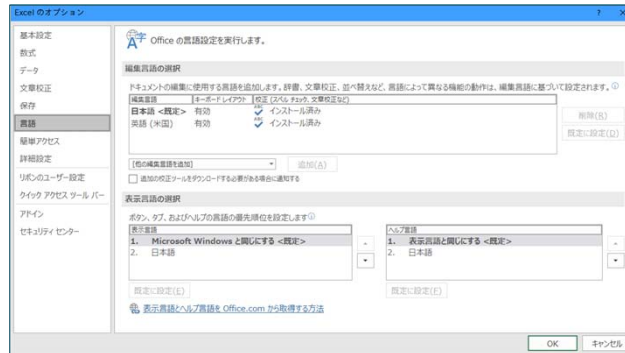 Excel のオプション
? ×
基本設定
数式
データ
文章校正
保存
言語
簡単アクセス
詳細設定
リボンのユーザー設定
クイック アクセス ツール バー
アドイン
セキュリティ センター
A字 Office の言語設定を実行します。
編集言語の選択
ドキュメントの編集に使用する言語を追加します。辞書、文章校正、並べ替えなど、言語によって異なる機能の動作は、編集言語に基づいて設定されます。
編集言語 キーボード レイアウト 校正 (スペル チェック、文章校正など)
日本語 <既定> 有効 インストール済み
英語 (米国) 有効 インストール済み
削除(R)
既定に設定(D)
[他の編集言語を追加] 追加(A)
追加の校正ツールをダウンロードする必要がある場合に通知する
表示言語の選択
ボタン、タブ、およびヘルプの言語の優先順位を設定します
表示言語
1. Microsoft Windows と同じにする <既定>
2. 日本語
既定に設定(E)
ヘルプ言語
1. 表示言語と同じにする <既定>
2. 日本語
既定に設定(F)
表示言語とヘルプ言語を Office.com から取得する方法
OK キャンセル